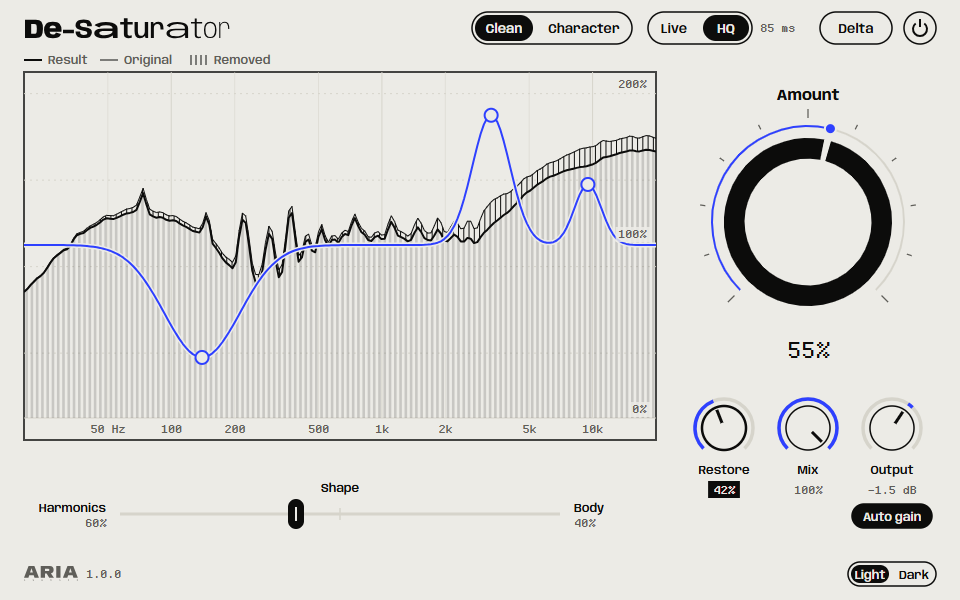 De-Saturator
Clean Character Live HQ 85 ms Delta
Result Original Removed
200%
100%
0%
50 Hz 100 200 500 1k 2k 5k 10k
Amount
55%
Restore Mix Output
42% 100% -1.5 dB
Auto gain
Shape
Harmonics Body
60% 40%
ARIA 1.0.0
Light Dark